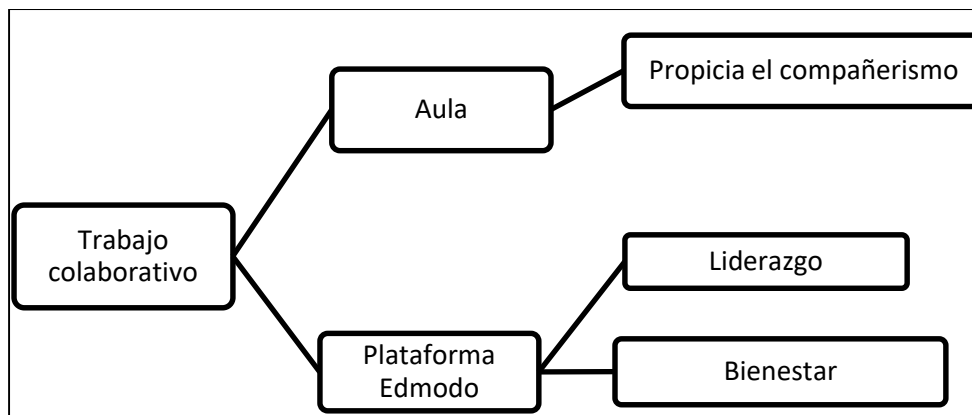 Propicia el compañerismo
Aula
Trabajo
colaborativo
Liderazgo
Plataforma
Edmodo
Bienestar